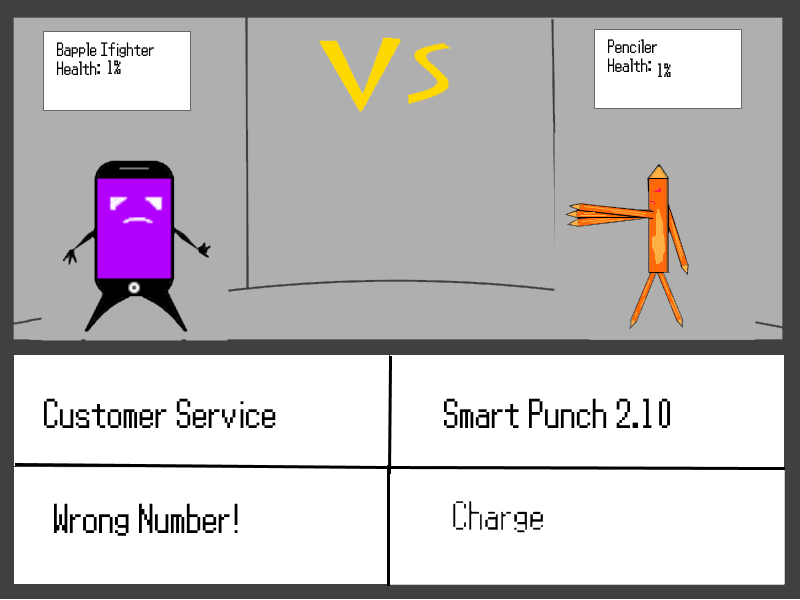 Bapple Ifighter
Health: 1%
VS
Penciler
Health: 1%
Customer Service
Smart Punch 2.10
Wrong Number!
Charge